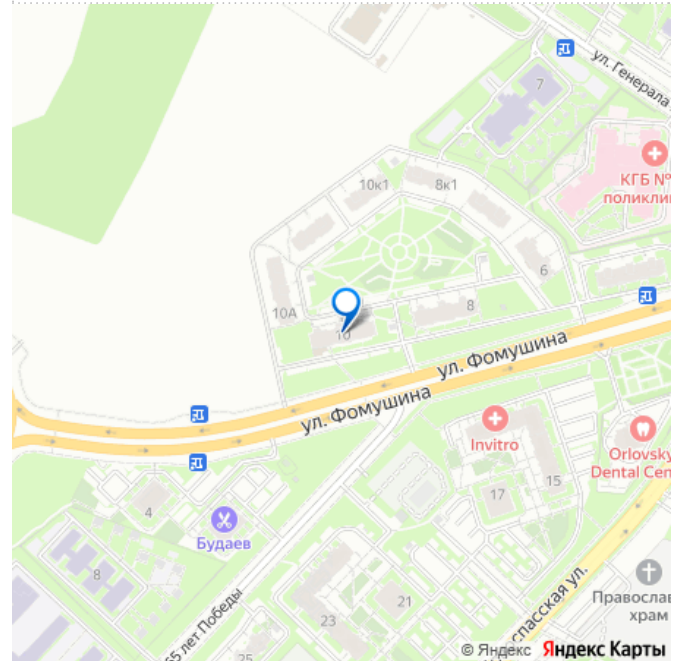 ул. Генерала
7
КГБ №
поликли
10к1
8к1
6
10А
8
10
ул. Фомушина
ул. Фомушина
Invitro
Orlovsky
Dental Cen
15
17
4
Будаев
8
65 лет Победы
21
23
25
спасская ул.
Православ
храм
© Яндекс Яндекс Карты